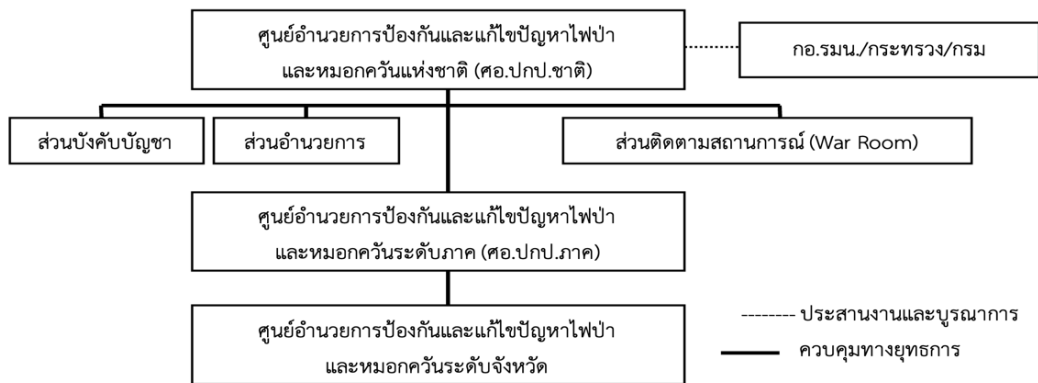 ศูนย์อำนวยการป้องกันและแก้ไขปัญหาไฟป่า
และหมอกควันแห่งชาติ (ศอ.ปกป.ชาติ)
กอ.รมน./กระทรวง/กรม
ส่วนบังคับบัญชา
ส่วนอำนวยการ
ส่วนติดตามสถานการณ์ (War Room)
ศูนย์อำนวยการป้องกันและแก้ไขปัญหาไฟป่า
และหมอกควันระดับภาค (ศอ.ปกป.ภาค)
ศูนย์อำนวยการป้องกันและแก้ไขปัญหาไฟป่า
และหมอกควันระดับจังหวัด
ประสานงานและบูรณาการ
ควบคุมทางยุทธการ